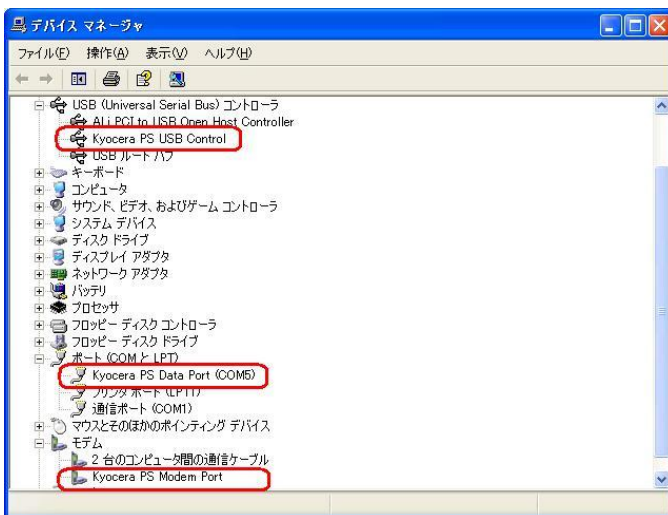 デバイス マネージャ
ファイル(F) 操作(A) 表示(V) ヘルプ(H)
USB (Universal Serial Bus) コントローラ
ALi PCI to USB Open Host Controller
Kyocera PS USB Control
USB ルート ハブ
キーボード
コンピュータ
サウンド、ビデオ、およびゲーム コントローラ
システム デバイス
ディスク ドライブ
ディスプレイ アダプタ
ネットワーク アダプタ
バッテリ
プロセッサ
フロッピー ディスク コントローラ
フロッピー ディスク ドライブ
ポート (COM と LPT)
Kyocera PS Data Port (COM5)
プリンタ ポート (LPT1)
通信ポート (COM1)
マウスとそのほかのポインティング デバイス
モデム
2 台のコンピュータ間の通信ケーブル
Kyocera PS Modem Port